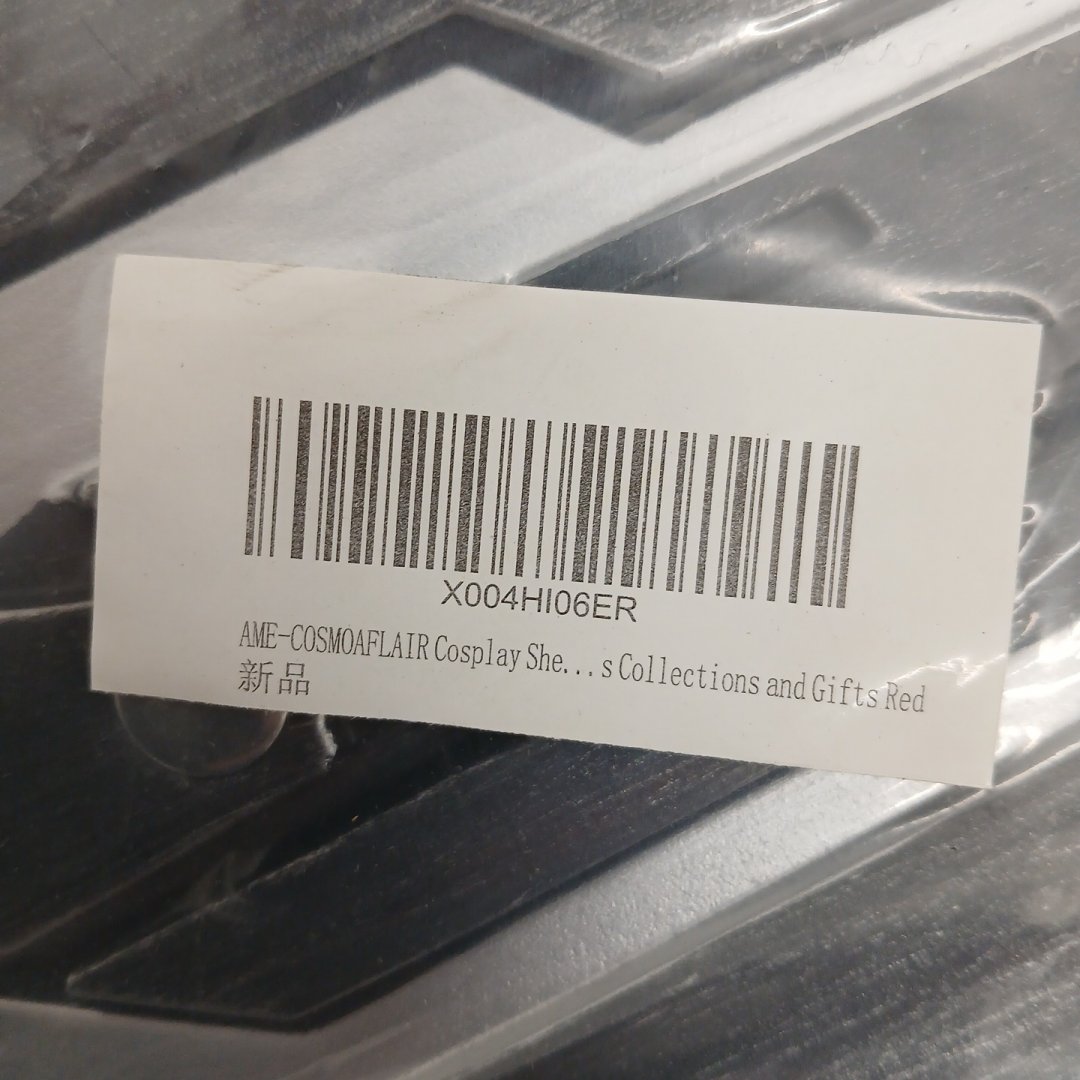 X004HI06ER
AME-COSMOAFLAIR Cosplay She... s Collections and Gifts Red
新品